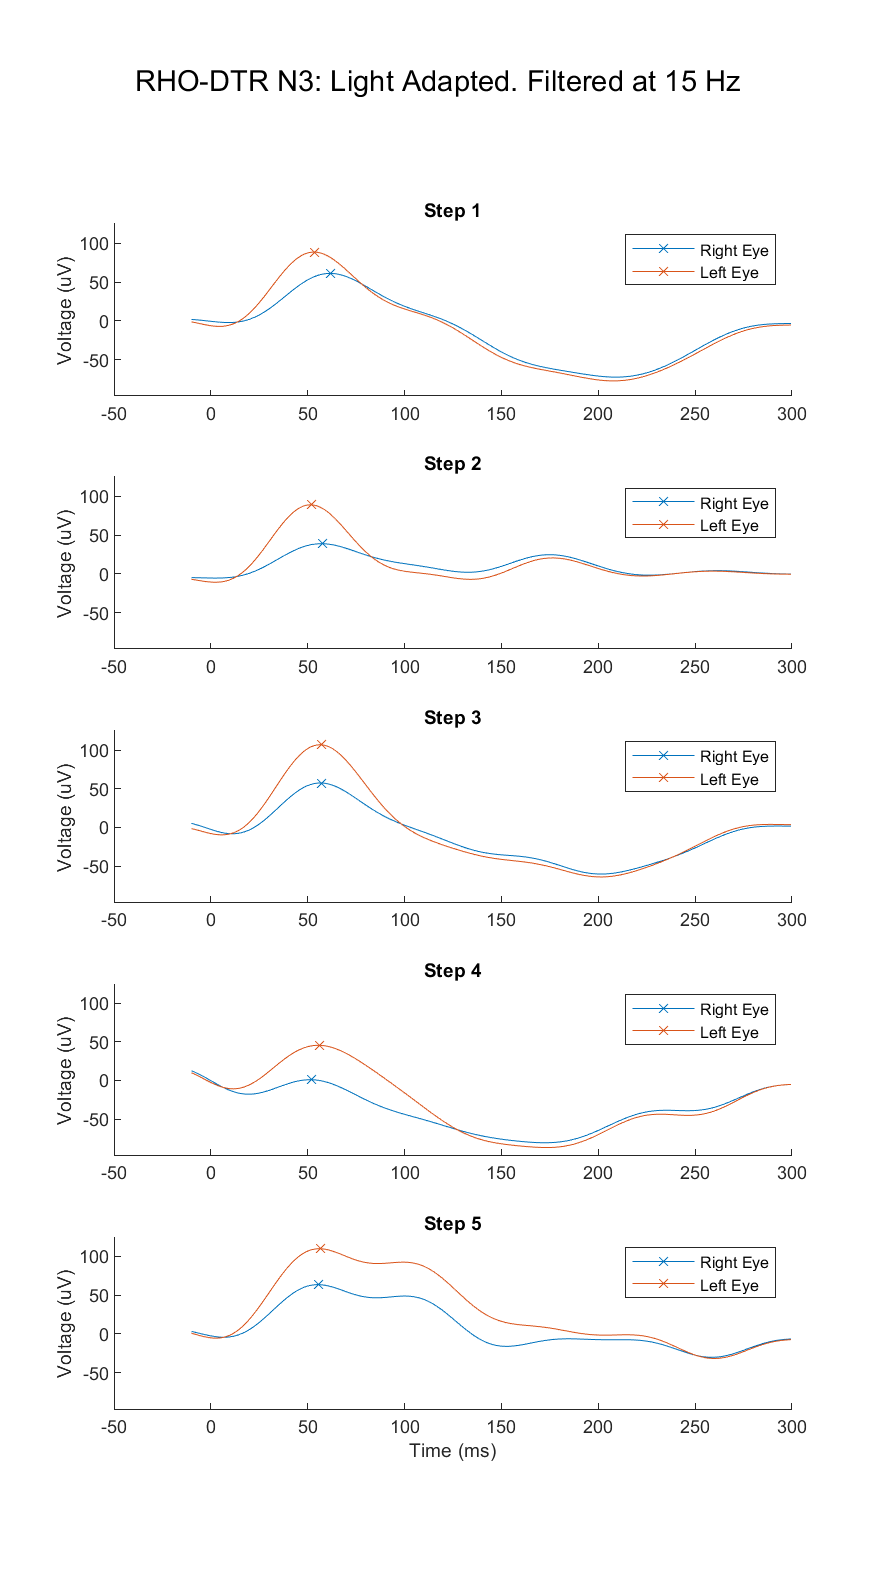 RHO-DTR N3: Light Adapted. Filtered at 15 Hz
Step 1
Voltage (uV)
100
50
0
-50
-50 0 50 100 150 200 250 300
Right Eye
Left Eye
Step 2
Voltage (uV)
100
50
0
-50
-50 0 50 100 150 200 250 300
Right Eye
Left Eye
Step 3
Voltage (uV)
100
50
0
-50
-50 0 50 100 150 200 250 300
Right Eye
Left Eye
Step 4
Voltage (uV)
100
50
0
-50
-50 0 50 100 150 200 250 300
Right Eye
Left Eye
Step 5
Voltage (uV)
100
50
0
-50
-50 0 50 100 150 200 250 300
Right Eye
Left Eye
Time (ms)